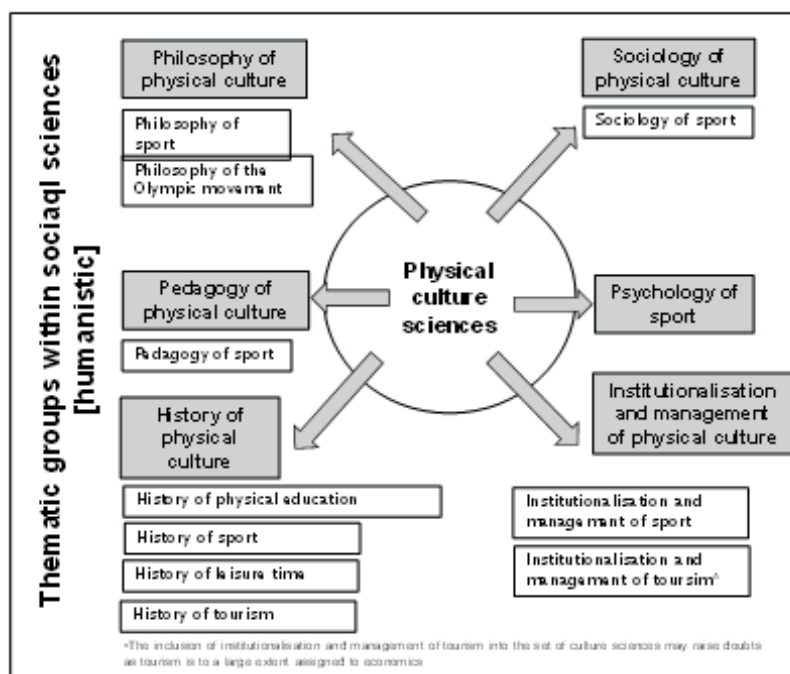 Thematic groups within sociaql sciences
[humanistic]
Philosophy of
physical culture
Philosophy of
sport
Philosophy of the
Olympic movement
Sociology of
physical culture
Sociology of sport
Physical
culture
sciences
Pedagogy of
physical culture
Pedagogy of sport
Psychology of
sport
History of
physical
culture
History of physical education
History of sport
History of leisure time
History of tourism
Institutionalisation
and management
of physical culture
Institutionalisation and
management of sport
Institutionalisation and
management of toursim^
^The inclusion of institutionalisation and management of tourism into the set of culture sciences may raise doubts
as tourism is to a large extent assigned to economics